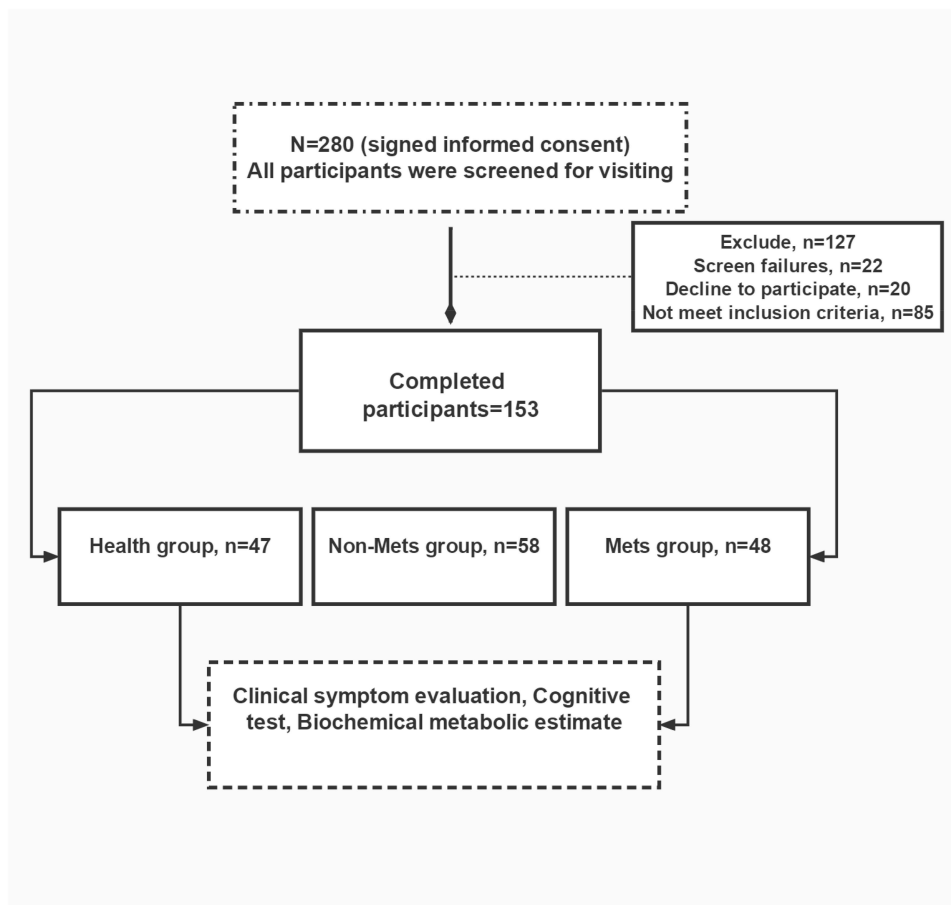 N=280 (signed informed consent)
All participants were screened for visiting
Exclude, n=127
Screen failures, n=22
Decline to participate, n=20
Not meet inclusion criteria, n=85
Completed
participants=153
Health group, n=47
Non-Mets group, n=58
Mets group, n=48
Clinical symptom evaluation, Cognitive
test, Biochemical metabolic estimate